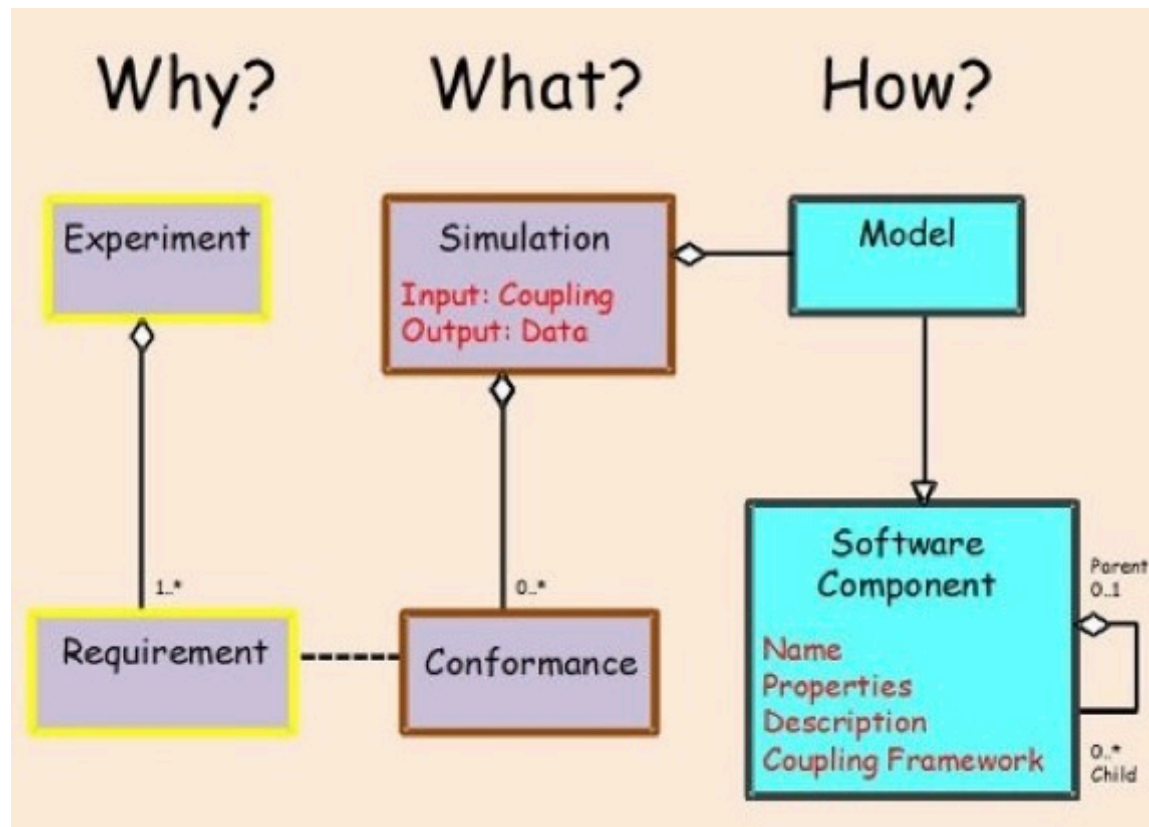 Why?
What?
How?
Experiment
Simulation
Input: Coupling
Output: Data
Model
1..*
0..*
Requirement
Conformance
Software
Component
Name
Properties
Description
Coupling Framework
Parent
0..1
0..*
Child